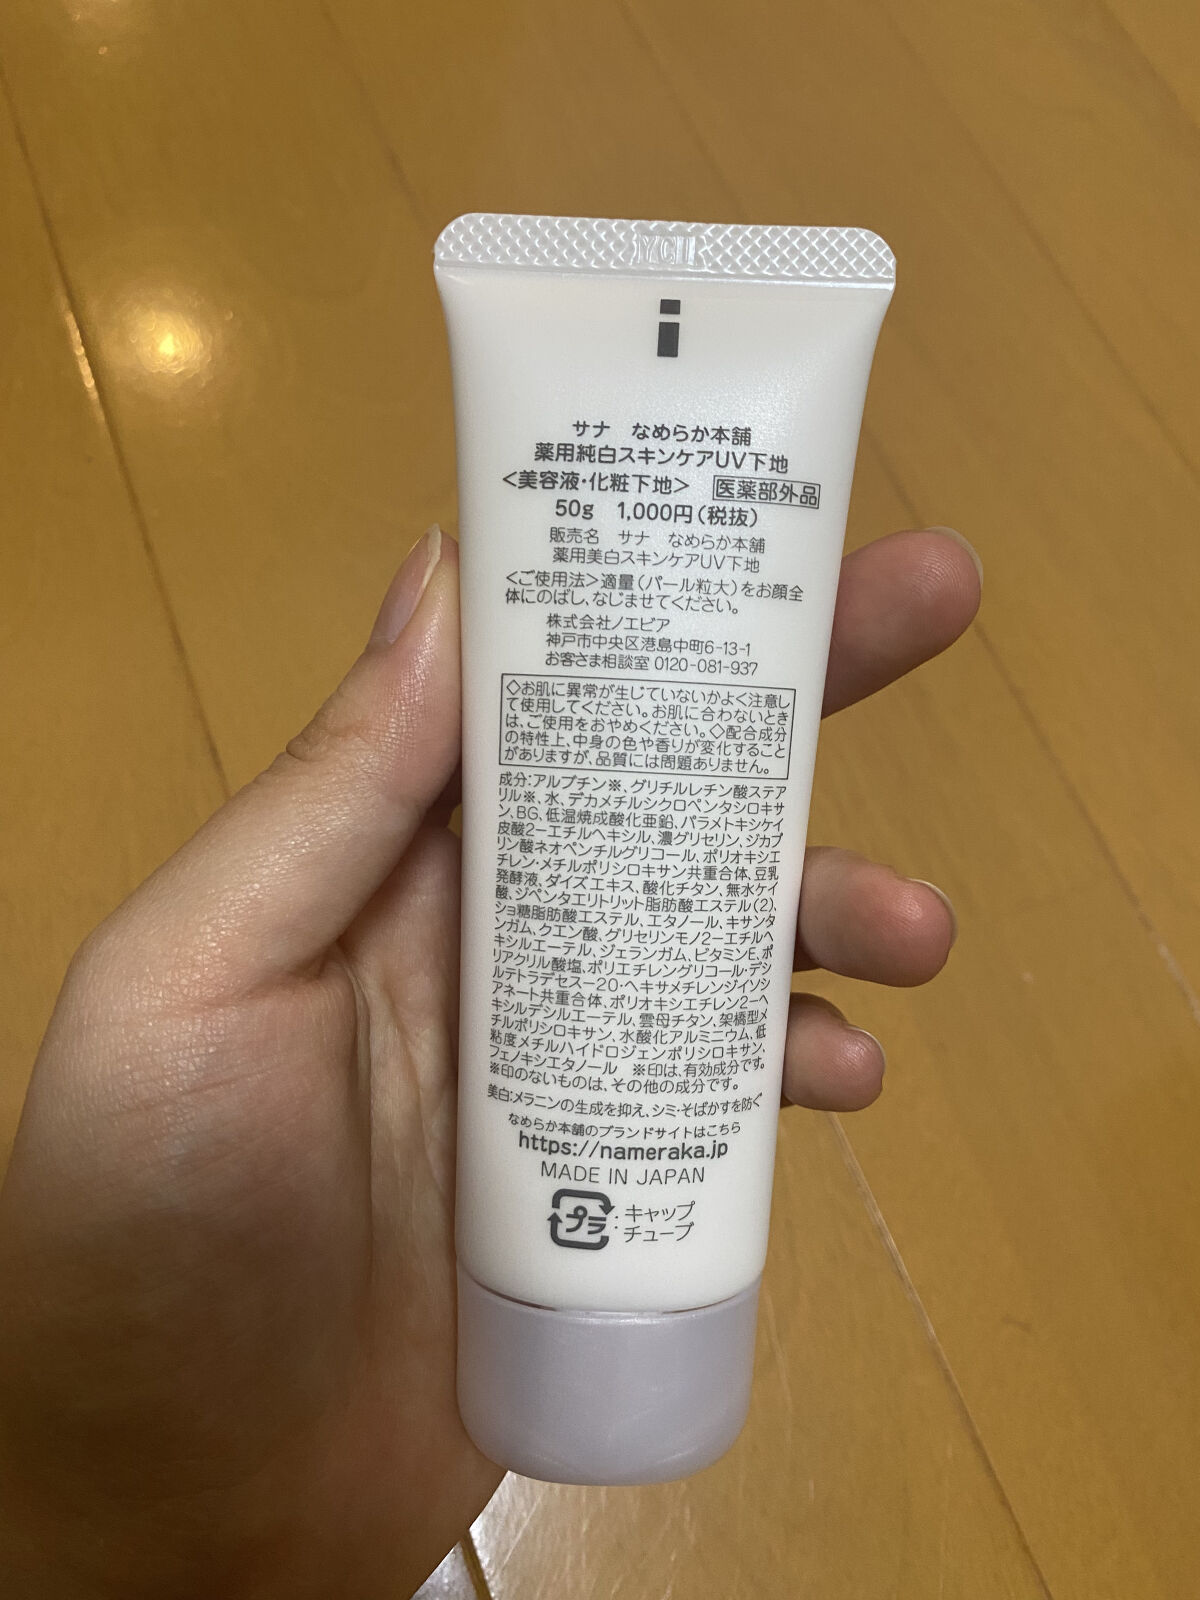 サナ なめらか本舗
薬用純白スキンケアUV下地
<美容液・化粧下地> 医薬部外品
50g 1,000円(税抜)
販売名 サナ なめらか本舗
薬用美白スキンケアUV下地
<ご使用法>適量(パール粒大)をお顔全
体にのばし、なじませてください。
株式会社ノエビア
神戸市中央区港島中町6-13-1
お客さま相談室 0120-081-937
◇お肌に異常が生じていないかよく注意し
て使用してください。お肌に合わないとき
は、ご使用をおやめください。◇配合成分
の特性上、中身の色や香りが変化すること
がありますが、品質には問題ありません。
成分:アルブチン※、グリチルレチン酸ステア
リル※、水、デカメチルシクロペンタシロキサ
ン、BG、低温焼成酸化亜鉛、パラメトキシケイ
皮酸2-エチルヘキシル、濃グリセリン、ジカプ
リン酸ネオペンチルグリコール、ポリオキシエ
チレン・メチルポリシロキサン共重合体、豆乳
発酵液、ダイズエキス、酸化チタン、無水ケイ
酸、ジペンタエリトリット脂肪酸エステル(2)、
ショ糖脂肪酸エステル、エタノール、キサンタ
ンガム、クエン酸、グリセリンモノ2-エチルヘ
キシルエーテル、ジェランガム、ビタミンE、ポ
リアクリル酸塩、ポリエチレングリコール・デシ
ルテトラデセス-20・ヘキサメチレンジイソシ
アネート共重合体、ポリオキシエチレン2-ヘ
キシルデシルエーテル、雲母チタン、架橋型メ
チルポリシロキサン、水酸化アルミニウム、低
粘度メチルハイドロジェンポリシロキサン、
フェノキシエタノール ※印は、有効成分です。
※印のないものは、その他の成分です。
美白:メラニンの生成を抑え、シミ・そばかすを防ぐ
なめらか本舗のブランドサイトはこちら
https://nameraka.jp
MADE IN JAPAN
プラ :キャップ
:チューブ